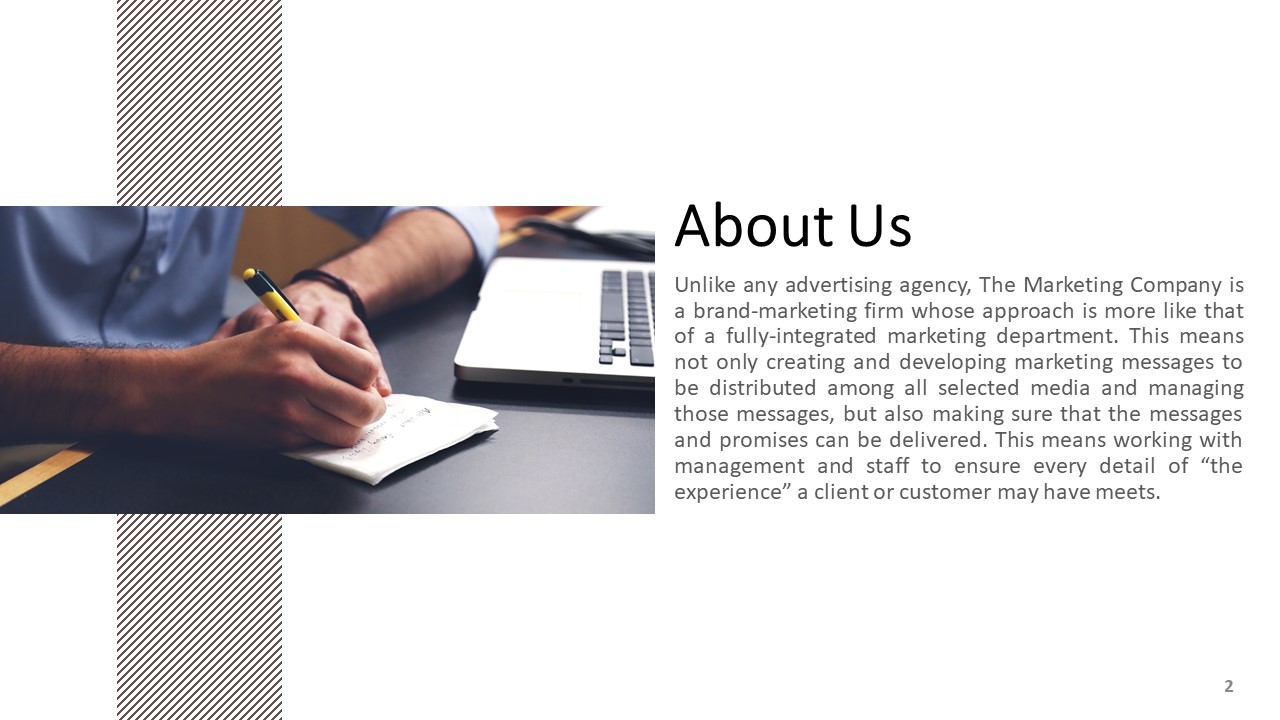 About Us
Unlike any advertising agency, The Marketing Company is
a brand-marketing firm whose approach is more like that
of a fully-integrated marketing department. This means
not only creating and developing marketing messages to
be distributed among all selected media and managing
those messages, but also making sure that the messages
and promises can be delivered. This means working with
management and staff to ensure every detail of “the
experience” a client or customer may have meets.
2